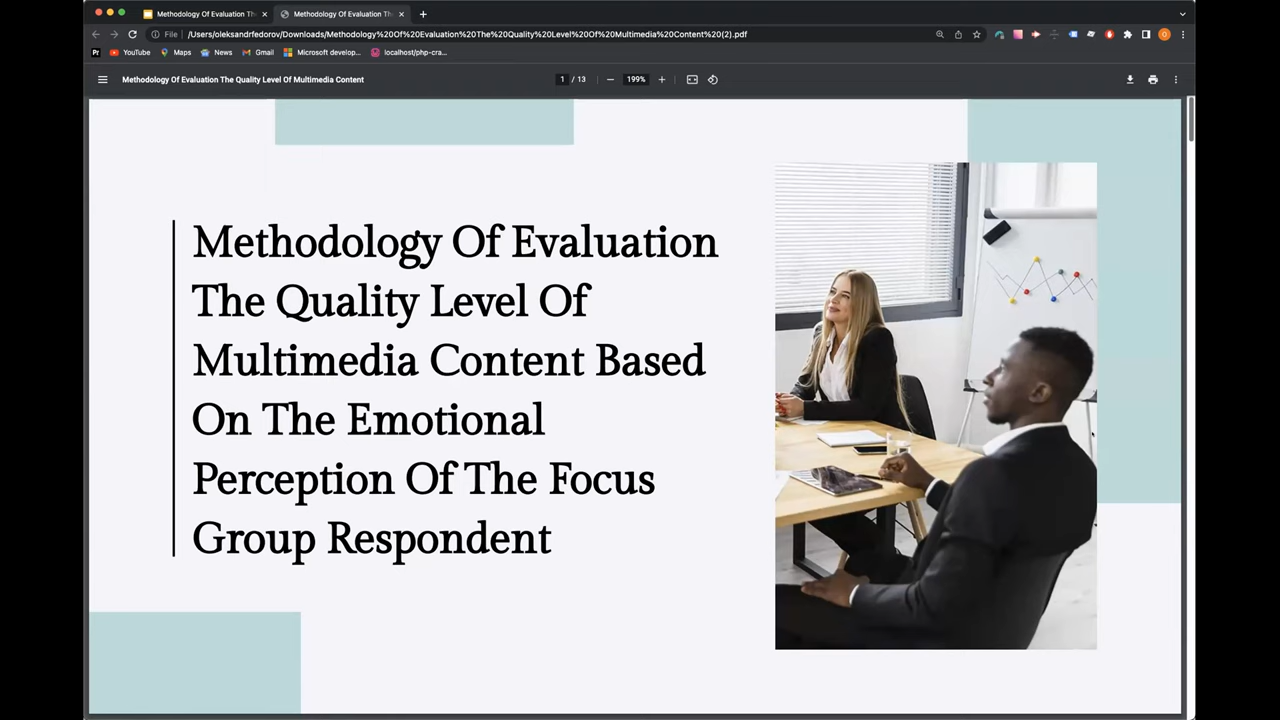 Methodology Of Evaluation Th
Methodology Of Evaluation Th
File
/Users/oleksandrfedorov/Downloads/Methodology%20Of%20Evaluation%20The%20Quality%20Level%20Of%20Multimedia%20Content%20(2).pdf
Pr YouTube Maps News Gmail Microsoft develop... localhost/php-cra...
Methodology Of Evaluation The Quality Level Of Multimedia Content
1 / 13
199%
Methodology Of Evaluation
The Quality Level Of
Multimedia Content Based
On The Emotional
Perception Of The Focus
Group Respondent